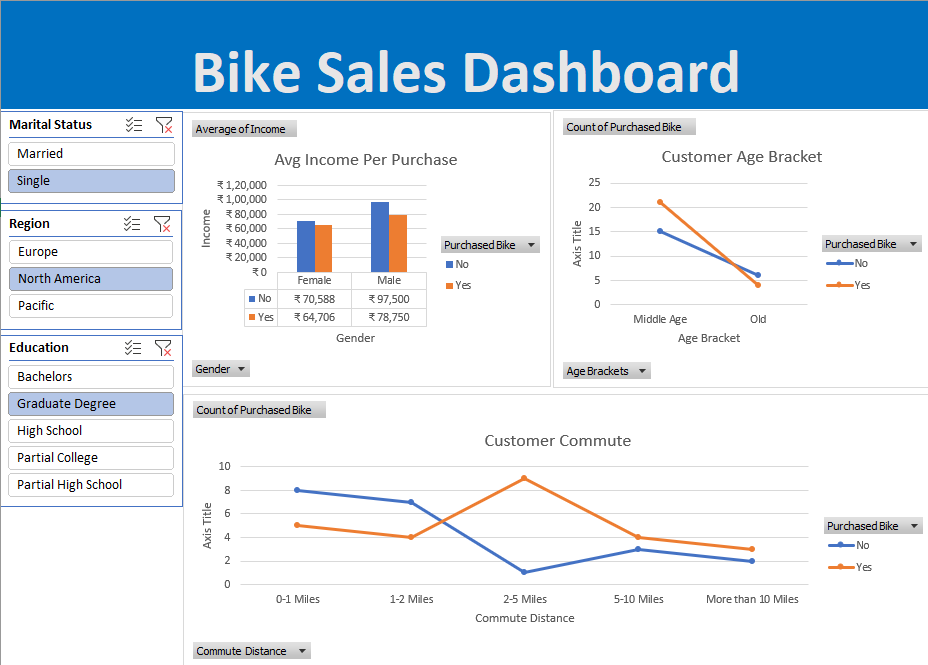 Bike Sales Dashboard
Marital Status
Married
Single
Region
Europe
North America
Pacific
Education
Bachelors
Graduate Degree
High School
Partial College
Partial High School
Average of Income
Avg Income Per Purchase
Income
₹ 1,20,000
₹ 1,00,000
₹ 80,000
₹ 60,000
₹ 40,000
₹ 20,000
₹ 0
Female Male
No ₹ 70,588 ₹ 97,500
Yes ₹ 64,706 ₹ 78,750
Gender
Purchased Bike
No
Yes
Gender
Count of Purchased Bike
Customer Age Bracket
Axis Title
25
20
15
10
5
0
Middle Age Old
Age Bracket
Purchased Bike
No
Yes
Age Brackets
Count of Purchased Bike
Customer Commute
Axis Title
10
8
6
4
2
0
0-1 Miles 1-2 Miles 2-5 Miles 5-10 Miles More than 10 Miles
Commute Distance
Purchased Bike
No
Yes
Commute Distance